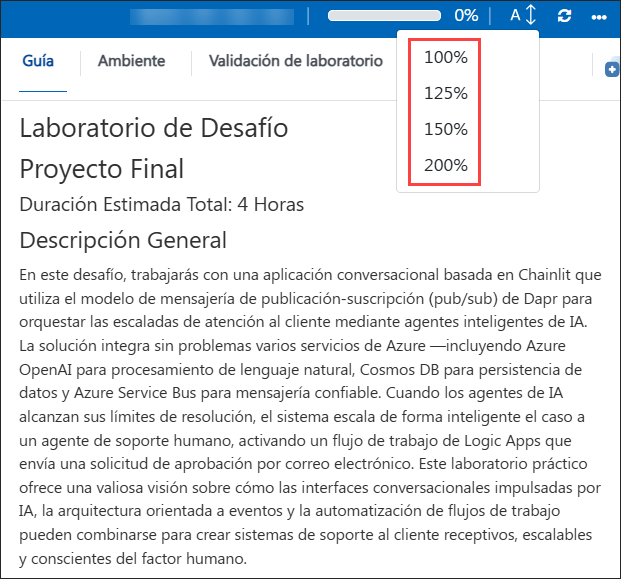 0% A
Guía Ambiente Validación de laboratorio
100%
125%
150%
200%
Laboratorio de Desafío
Proyecto Final
Duración Estimada Total: 4 Horas
Descripción General
En este desafío, trabajarás con una aplicación conversacional basada en Chainlit que
utiliza el modelo de mensajería de publicación-suscripción (pub/sub) de Dapr para
orquestar las escaladas de atención al cliente mediante agentes inteligentes de IA.
La solución integra sin problemas varios servicios de Azure —incluyendo Azure
OpenAI para procesamiento de lenguaje natural, Cosmos DB para persistencia de
datos y Azure Service Bus para mensajería confiable. Cuando los agentes de IA
alcanzan sus límites de resolución, el sistema escala de forma inteligente el caso a
un agente de soporte humano, activando un flujo de trabajo de Logic Apps que
envía una solicitud de aprobación por correo electrónico. Este laboratorio práctico
ofrece una valiosa visión sobre cómo las interfaces conversacionales impulsadas por
IA, la arquitectura orientada a eventos y la automatización de flujos de trabajo
pueden combinarse para crear sistemas de soporte al cliente receptivos, escalables
y conscientes del factor humano.